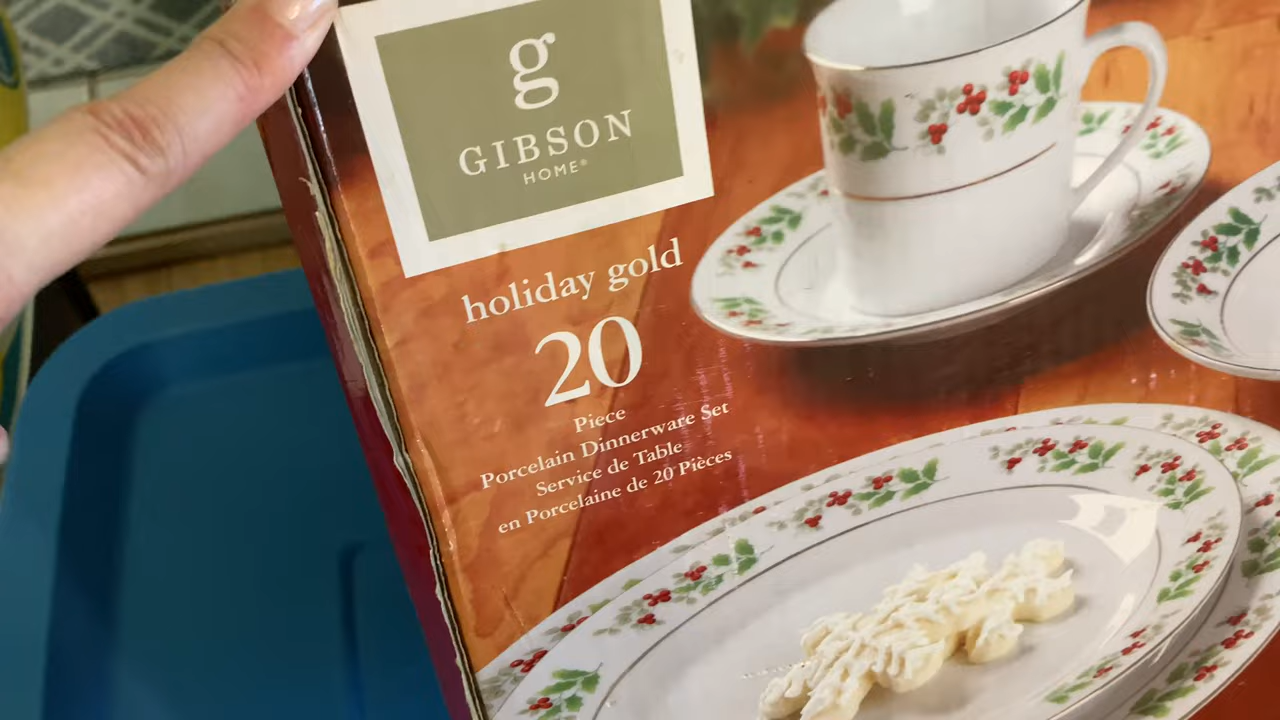 g
GIBSON
HOME®
holiday gold
20
Piece
Porcelain Dinnerware Set
Service de Table
en Porcelaine de 20 Pièces